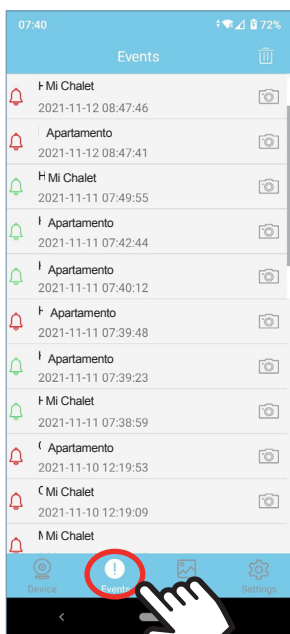 07:40 72%
Events
Mi Chalet
2021-11-12 08:47:46
Apartamento
2021-11-12 08:47:41
Mi Chalet
2021-11-11 07:49:55
Apartamento
2021-11-11 07:42:44
Apartamento
2021-11-11 07:40:12
Apartamento
2021-11-11 07:39:48
Apartamento
2021-11-11 07:39:23
Mi Chalet
2021-11-11 07:38:59
Apartamento
2021-11-10 12:19:53
Mi Chalet
2021-11-10 12:19:09
Mi Chalet
Device Events Settings